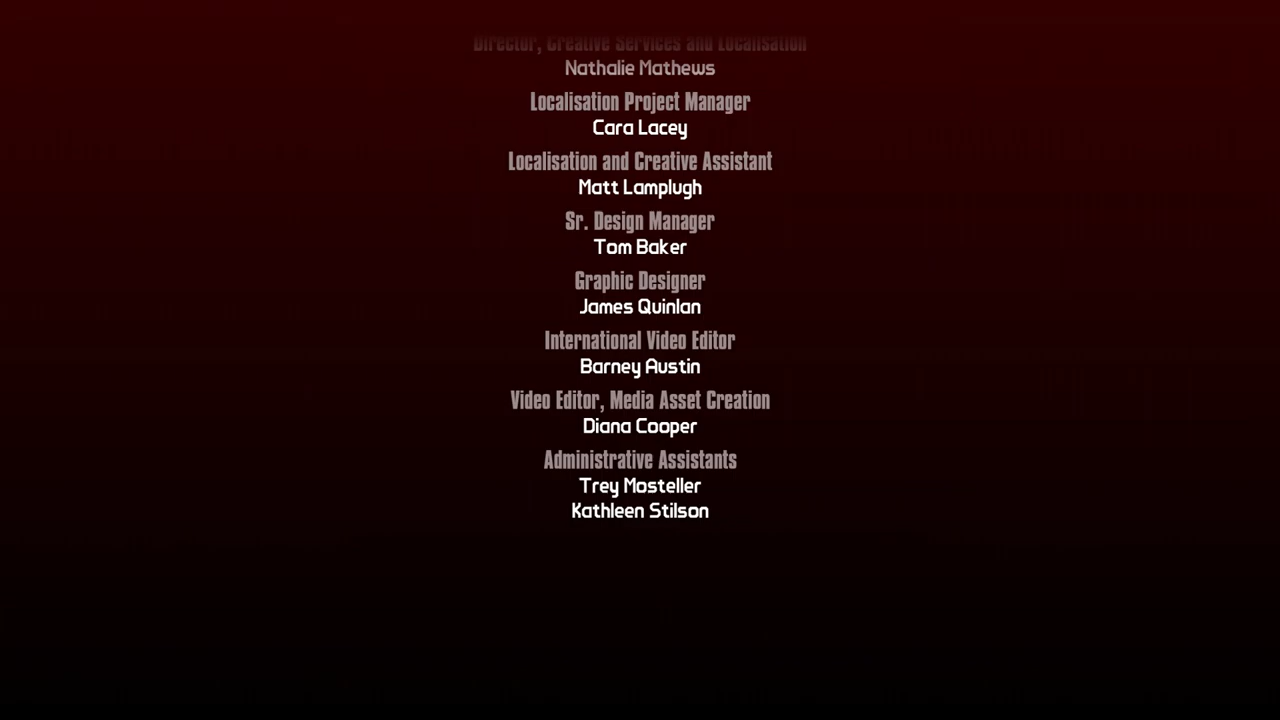 Director, Creative Services and Localisation
Nathalie Mathews
Localisation Project Manager
Cara Lacey
Localisation and Creative Assistant
Matt Lamplugh
Sr. Design Manager
Tom Baker
Graphic Designer
James Quinlan
International Video Editor
Barney Austin
Video Editor, Media Asset Creation
Diana Cooper
Administrative Assistants
Trey Mosteller
Kathleen Stilson